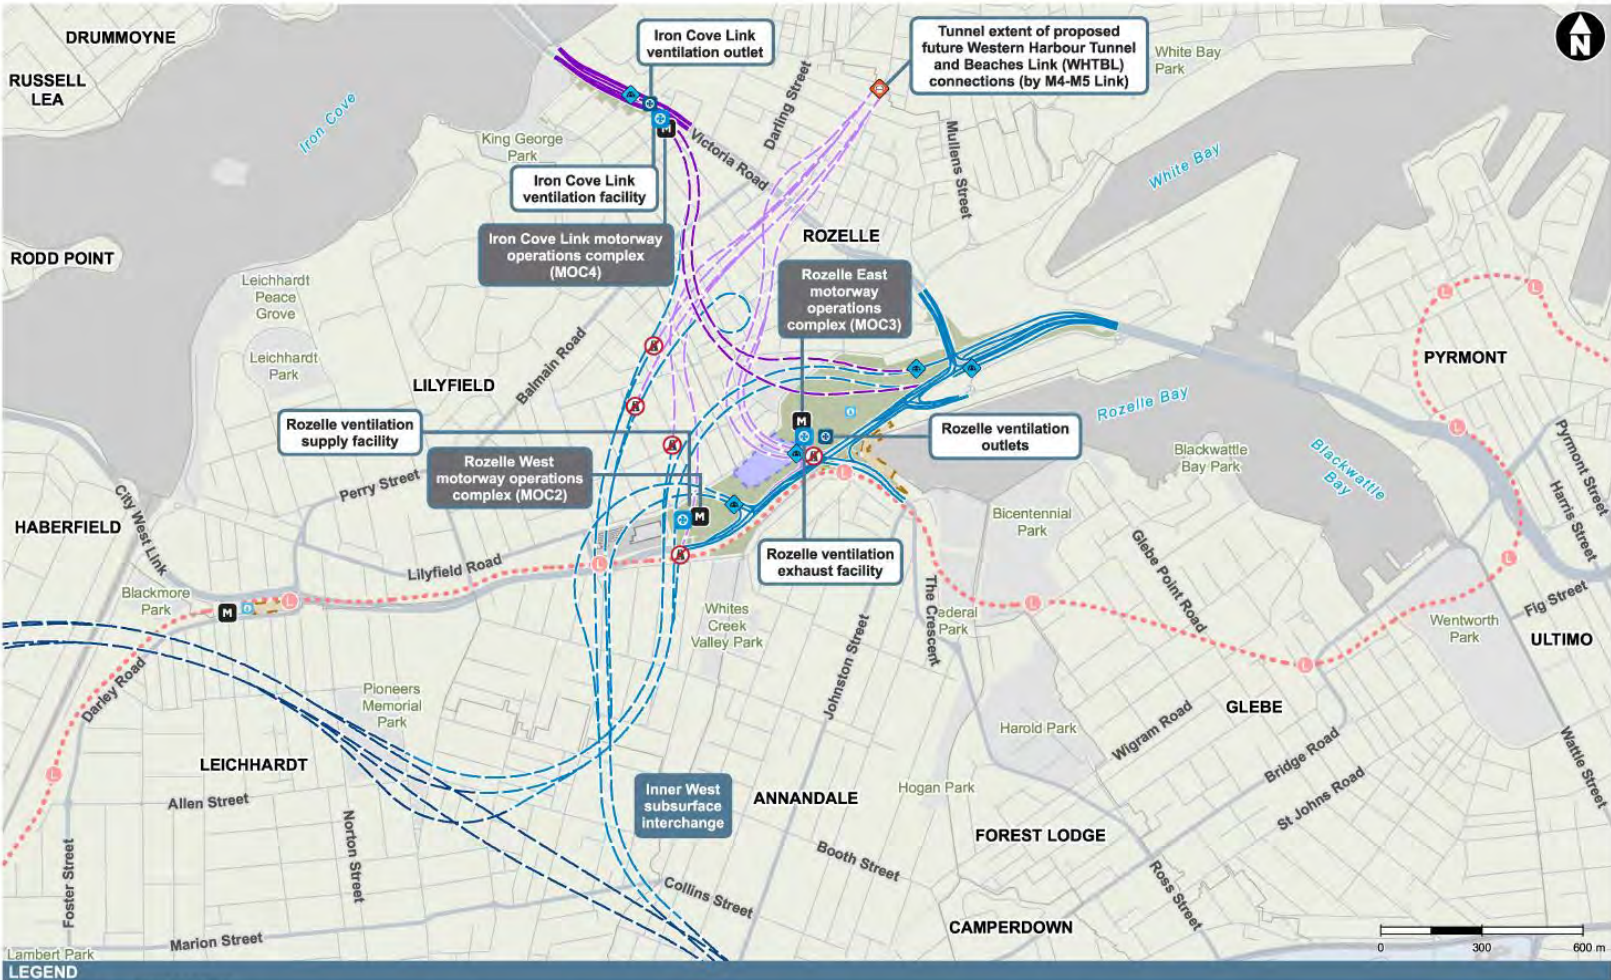 DRUMMOYNE
RUSSELL
LEA
Iron Cove
Iron Cove Link
ventilation outlet
Tunnel extent of proposed
future Western Harbour Tunnel
and Beaches Link (WHTBL)
connections (by M4-M5 Link)
White Bay
Park
N
Darling Street
King George
Park
M
Victoria Road
Mullens Street
White Bay
Iron Cove Link
ventilation facility
Iron Cove Link motorway
operations complex
(MOC4)
ROZELLE
RODD POINT
Leichhardt
Peace
Grove
Rozelle East
motorway
operations
complex (MOC3)
L
L
Leichhardt
Park
PYRMONT
LILYFIELD
Balmain Road
Rozelle Bay
Rozelle ventilation
supply facility
M
Rozelle ventilation
outlets
L
Pyrmont Street
Rozelle West
motorway operations
complex (MOC2)
L
Blackwattle
Bay Park
Blackwattle
Bay
Harris Street
Perry Street
City West Link
HABERFIELD
M
Bicentennial
Park
Lilyfield Road
L
Rozelle ventilation
exhaust facility
Glebe Point Road
L
Blackmore
Park
M
L
Whites
Creek
Valley Park
The Crescent
ederal
Park
L
Fig Street
Wentworth
Park
ULTIMO
Darley Road
Johnston Street
L
Pioneers
Memorial
Park
Harold Park
Wigram Road
GLEBE
Bridge Road
Wattle Street
LEICHHARDT
L
Allen Street
Inner West
subsurface
interchange
ANNANDALE
Hogan Park
St Johns Road
Norton Street
FOREST LODGE
Foster Street
Booth Street
Collins Street
Ross Street
CAMPERDOWN
Marion Street
Lambert Park
0 300 600 m
LEGEND